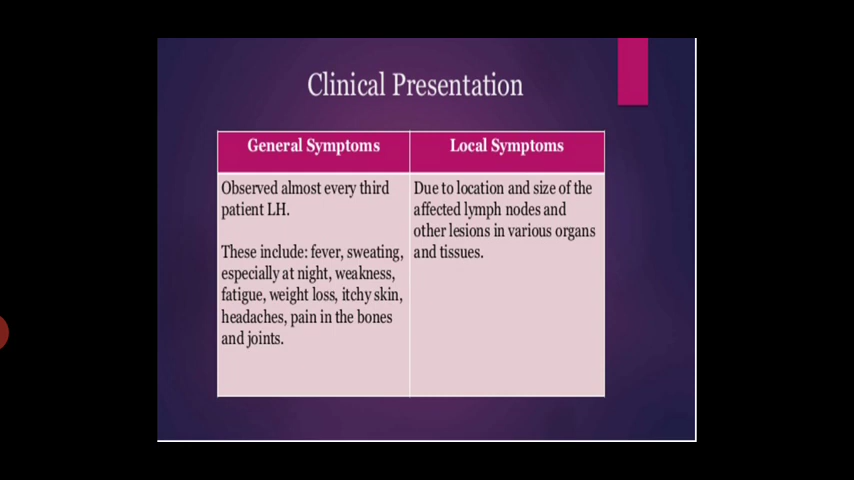 Clinical Presentation
General Symptoms
Local Symptoms
Observed almost every third
patient LH.
These include: fever, sweating,
especially at night, weakness,
fatigue, weight loss, itchy skin,
headaches, pain in the bones
and joints.
Due to location and size of the
affected lymph nodes and
other lesions in various organs
and tissues.